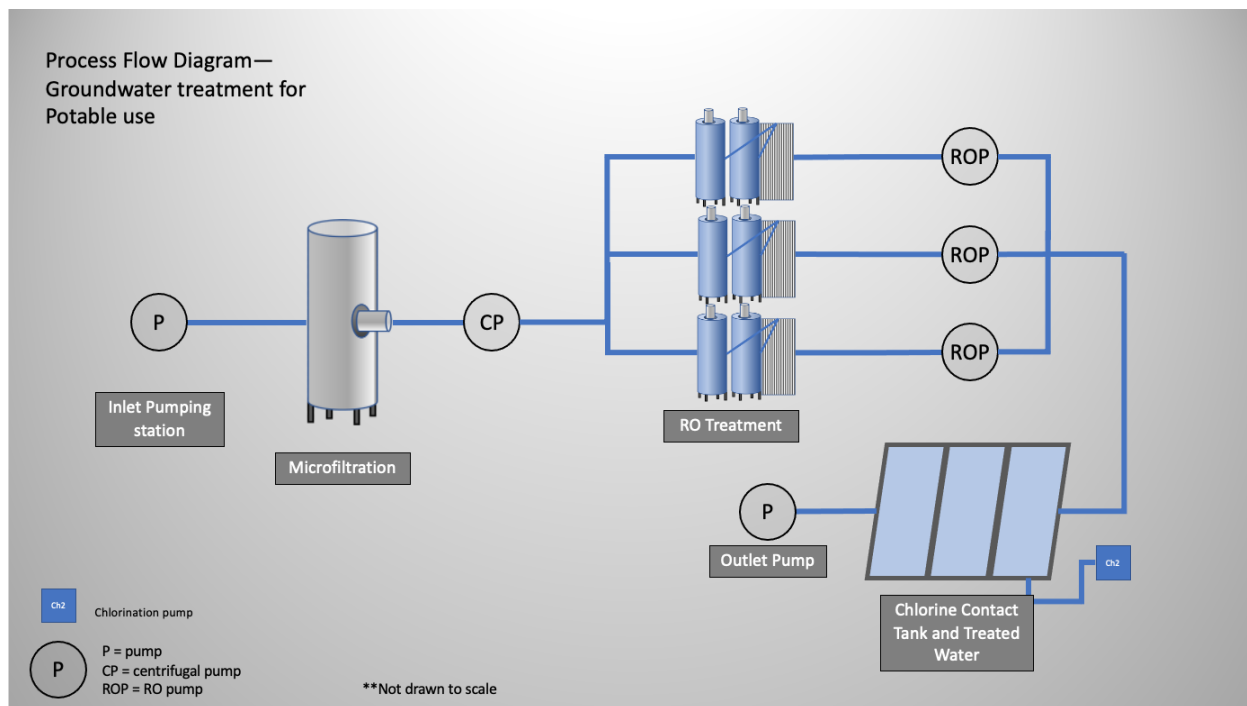 Process Flow Diagram—
Groundwater treatment for
Potable use
ROP
ROP
ROP
P
CP
Inlet Pumping
station
Microfiltration
RO Treatment
P
Outlet Pump
Ch2
Chlorine Contact
Tank and Treated
Water
Ch2
Chlorination pump
P
P = pump
CP = centrifugal pump
ROP = RO pump
**Not drawn to scale